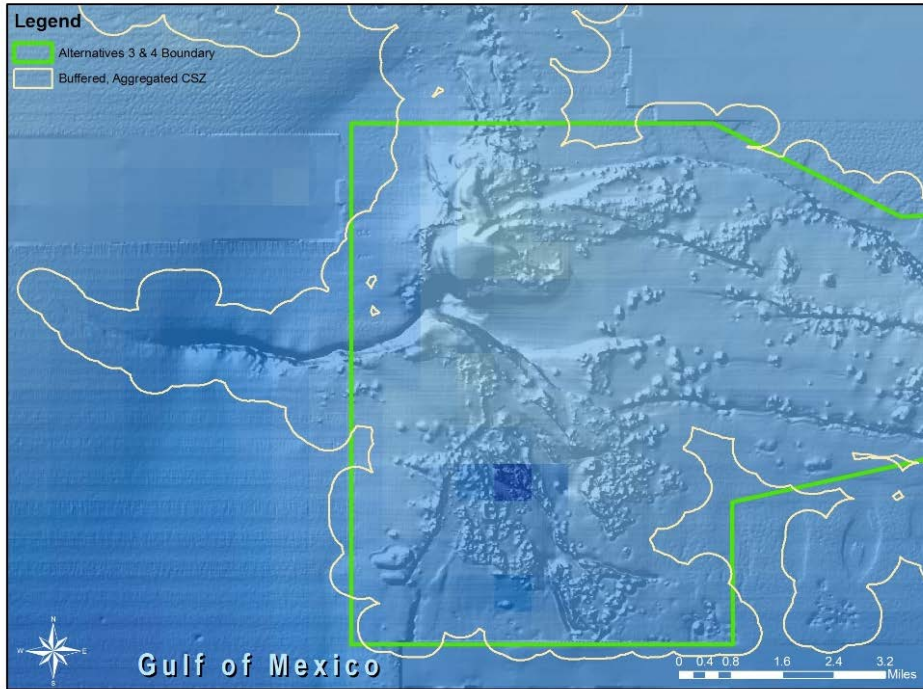 Legend
Alternatives 3 & 4 Boundary
Buffered, Aggregated CSZ
N
W E
S
Gulf of Mexico
0 0.4 0.8 1.6 2.4 3.2
Miles